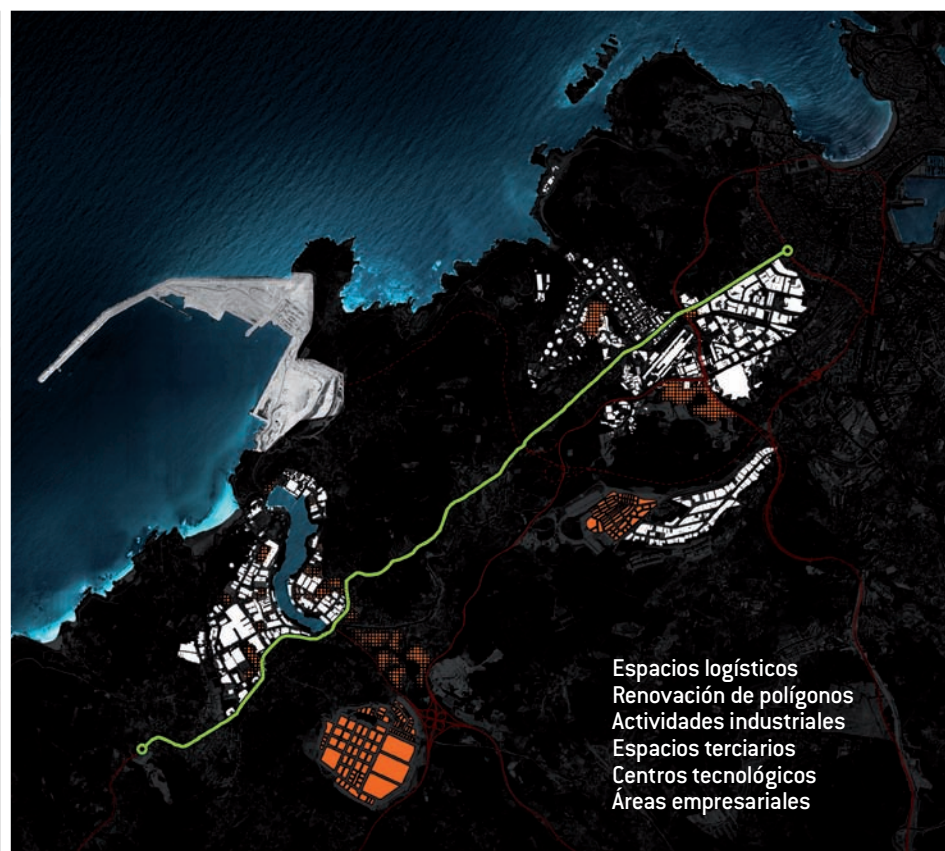 Espacios logísticos
Renovación de polígonos
Actividades industriales
Espacios terciarios
Centros tecnológicos
Áreas empresariales